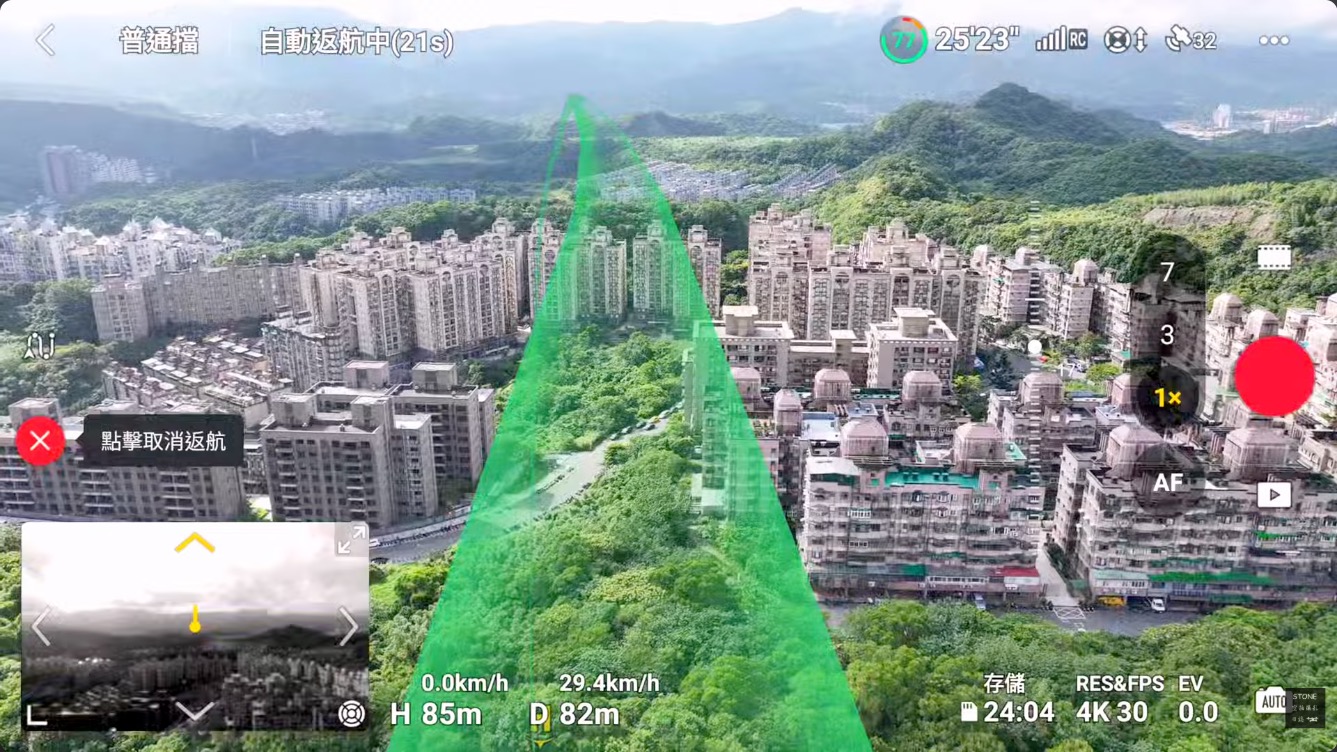 普通擋
自動返航中(21s)
77
25'23"
RC
32
7
3
1×
AF
點擊取消返航
L
0.0km/h
29.4km/h
H 85m
D 82m
存儲
24:04
RES&FPS
4K 30
EV
0.0
AUTO
STONE